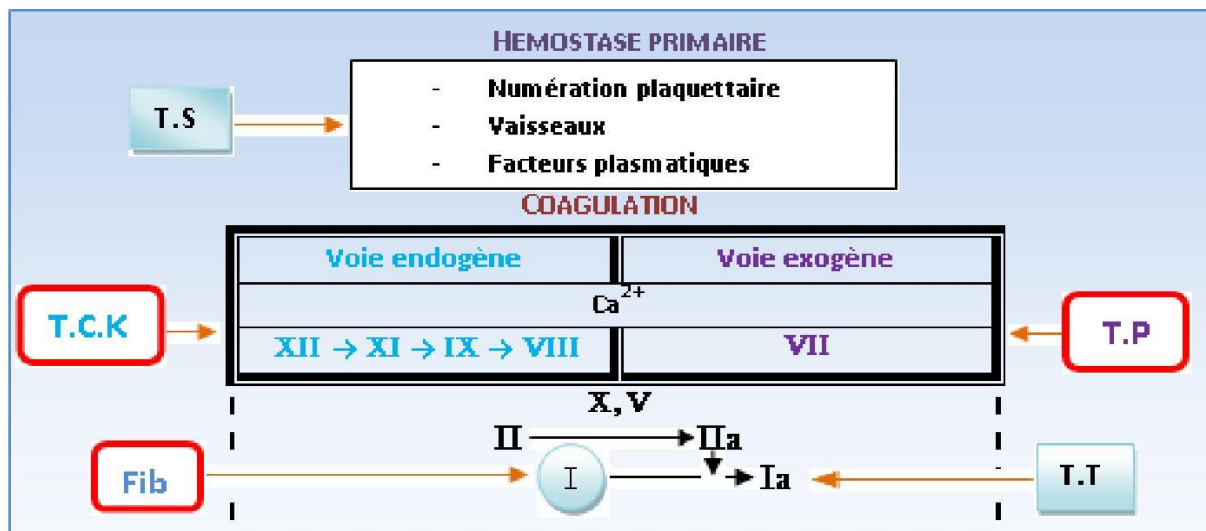 HEMOSTASE PRIMAIRE
T.S
- Numération plaquettaire
- Vaisseaux
- Facteurs plasmatiques
COAGULATION
Voie endogène Voie exogène
Ca2+
T.C.K
XII → XI → IX → VIII VII
T.P
X, V
II → IIa
Fib
I → Ia
T.T